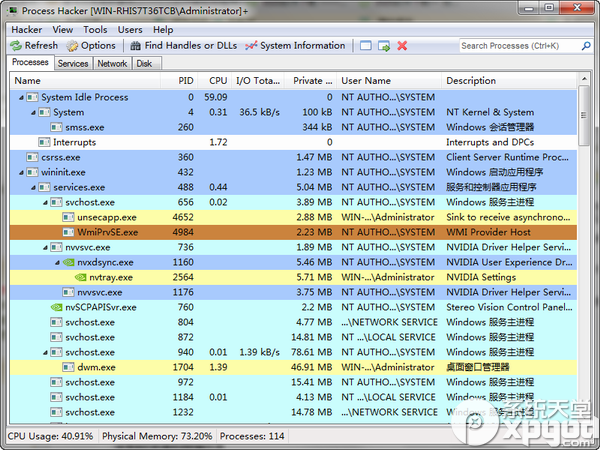 Process Hacker [WIN-RHIS7T36TCB\Administrator]+
Hacker View Tools Users Help
Refresh Options Find Handles or DLLs System Information Search Processes (Ctrl+K)
Processes Services Network Disk
Name PID CPU I/O Tota... Private ... User Name Description
System Idle Process 0 59.09 0 NT AUTHO...\SYSTEM
System 4 0.31 36.5 kB/s 100 kB NT AUTHO...\SYSTEM NT Kernel & System
smss.exe 260 344 kB NT AUTHO...\SYSTEM Windows 会话管理器
Interrupts 1.72 0 Interrupts and DPCs
csrss.exe 360 1.47 MB NT AUTHO...\SYSTEM Client Server Runtime Proc...
wininit.exe 432 1.23 MB NT AUTHO...\SYSTEM Windows 启动应用程序
services.exe 488 0.44 5.04 MB NT AUTHO...\SYSTEM 服务和控制器应用程序
svchost.exe 656 0.02 3.89 MB NT AUTHO...\SYSTEM Windows 服务主进程
unsecapp.exe 4652 2.88 MB WIN-...\Administrator Sink to receive asynchrono...
WmiPrvSE.exe 4984 2.23 MB NT AUTHO...\SYSTEM WMI Provider Host
nvvsvc.exe 736 1.89 MB NT AUTHO...\SYSTEM NVIDIA Driver Helper Servi...
nvxdsync.exe 1160 5.46 MB NT AUTHO...\SYSTEM NVIDIA User Experience Dr...
nvtray.exe 2564 5.71 MB WIN-...\Administrator NVIDIA Settings
nvvsvc.exe 1176 3.75 MB NT AUTHO...\SYSTEM NVIDIA Driver Helper Servi...
nvSCPAPISvr.exe 760 2.2 MB NT AUTHO...\SYSTEM Stereo Vision Control Panel...
svchost.exe 804 4.77 MB ...\NETWORK SERVICE Windows 服务主进程
svchost.exe 872 14.81 MB ...\LOCAL SERVICE Windows 服务主进程
svchost.exe 940 0.01 1.39 kB/s 78.61 MB NT AUTHO...\SYSTEM Windows 服务主进程
dwm.exe 1704 1.39 46.91 MB WIN-...\Administrator 桌面窗口管理器
svchost.exe 972 15.41 MB NT AUTHO...\SYSTEM Windows 服务主进程
svchost.exe 1184 0.01 4.13 MB ...\LOCAL SERVICE Windows 服务主进程
svchost.exe 1232 14.78 MB ...\NETWORK SERVICE Windows 服务主进程
CPU Usage: 40.91% Physical Memory: 73.20% Processes: 114
系统天堂